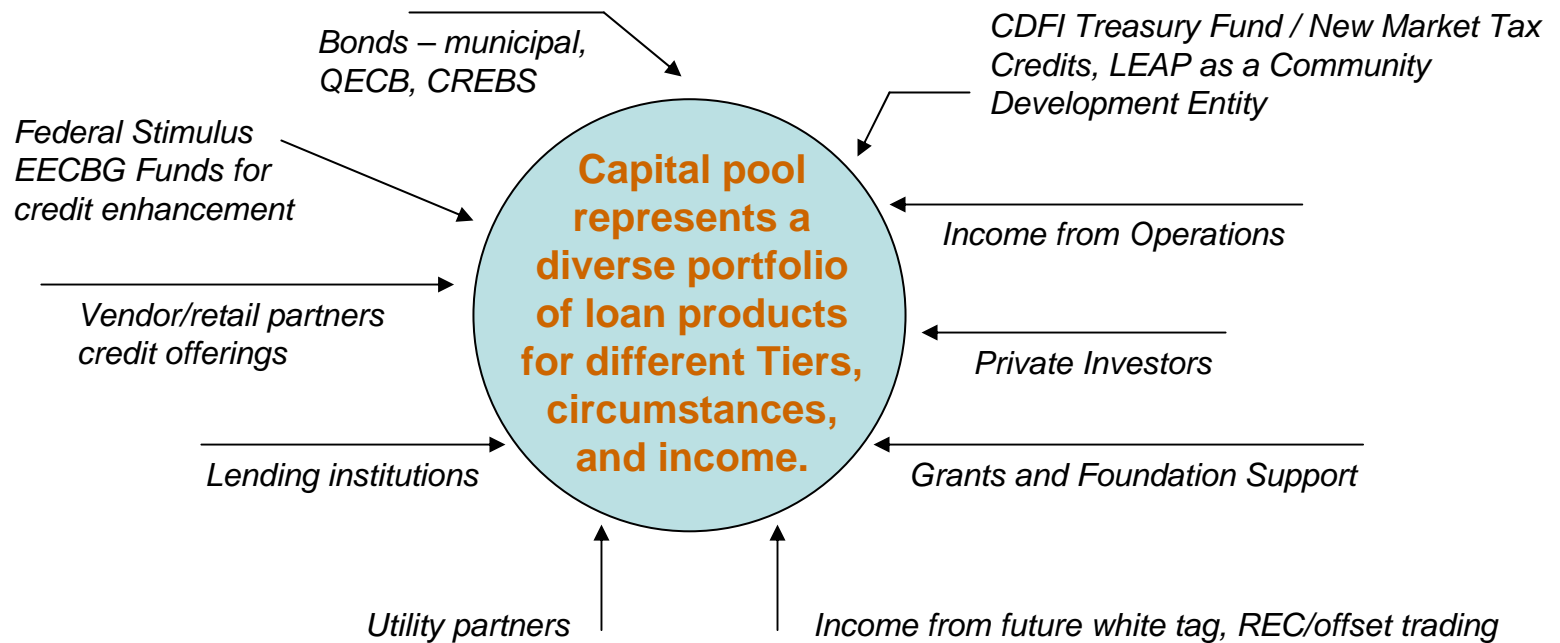 Bonds – municipal,
QECB, CREBS
CDFI Treasury Fund / New Market Tax
Credits, LEAP as a Community
Development Entity
Federal Stimulus
EECBG Funds for
credit enhancement
Capital pool
represents a
diverse portfolio
of loan products
for different Tiers,
circumstances,
and income.
Income from Operations
Vendor/retail partners
credit offerings
Private Investors
Lending institutions
Grants and Foundation Support
Utility partners
Income from future white tag, REC/offset trading